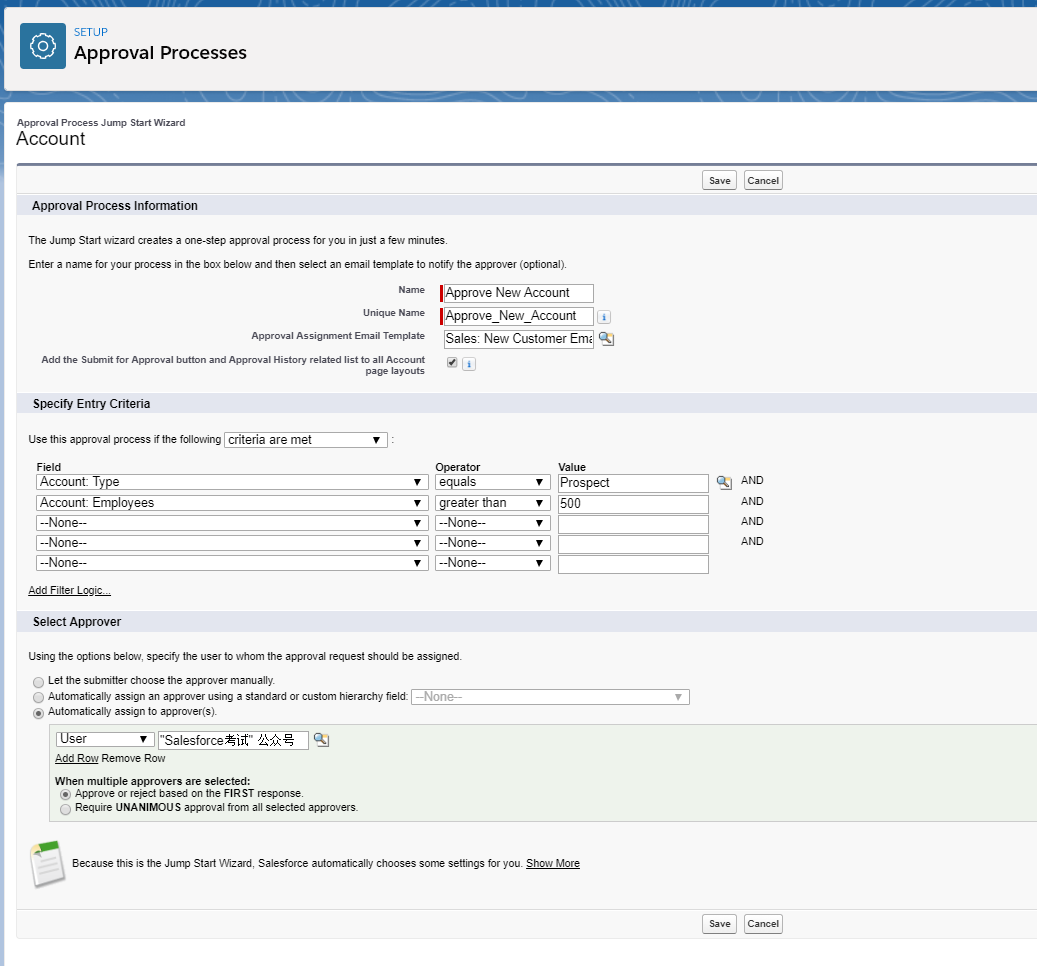 SETUP
Approval Processes
Approval Process Jump Start Wizard
Account
Save Cancel
Approval Process Information
The Jump Start wizard creates a one-step approval process for you in just a few minutes.
Enter a name for your process in the box below and then select an email template to notify the approver (optional).
Name Approve New Account
Unique Name Approve_New_Account i
Approval Assignment Email Template Sales: New Customer Ema
Add the Submit for Approval button and Approval History related list to all Account
page layouts i
Specify Entry Criteria
Use this approval process if the following criteria are met :
Field Operator Value
Account: Type equals Prospect AND
Account: Employees greater than 500 AND
--None-- --None-- AND
--None-- --None-- AND
--None-- --None--
Add Filter Logic...
Select Approver
Using the options below, specify the user to whom the approval request should be assigned.
Let the submitter choose the approver manually.
Automatically assign an approver using a standard or custom hierarchy field: --None--
Automatically assign to approver(s).
User "Salesforce考试" 公众号
Add Row Remove Row
When multiple approvers are selected:
Approve or reject based on the FIRST response.
Require UNANIMOUS approval from all selected approvers.
Because this is the Jump Start Wizard, Salesforce automatically chooses some settings for you. Show More
Save Cancel